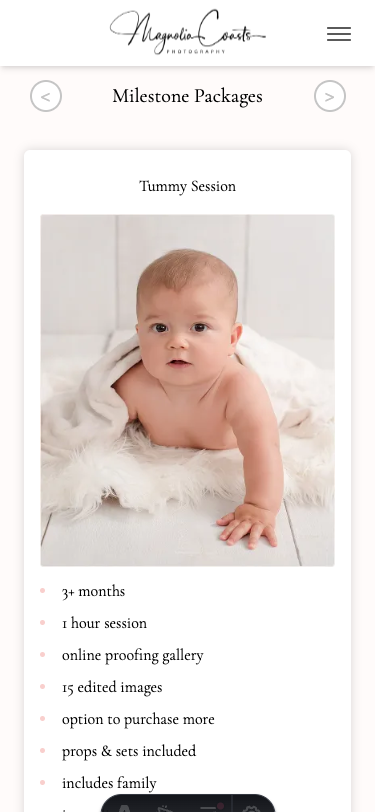 Magnolia Coasts
PHOTOGRAPHY
< Milestone Packages >
Tummy Session
3+ months
1 hour session
online proofing gallery
15 edited images
option to purchase more
props & sets included
includes family